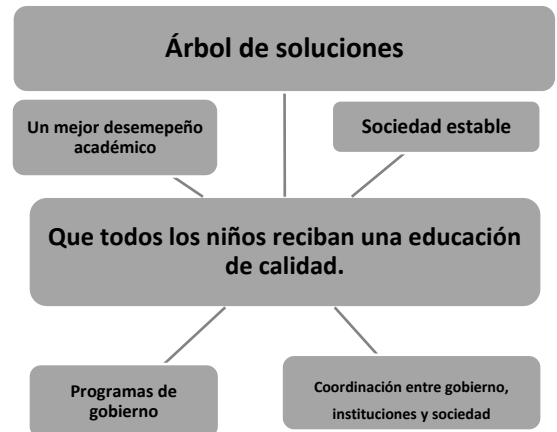 Árbol de soluciones
Un mejor desemepeño
académico
Sociedad estable
Que todos los niños reciban una educación
de calidad.
Programas de
gobierno
Coordinación entre gobierno,
instituciones y sociedad